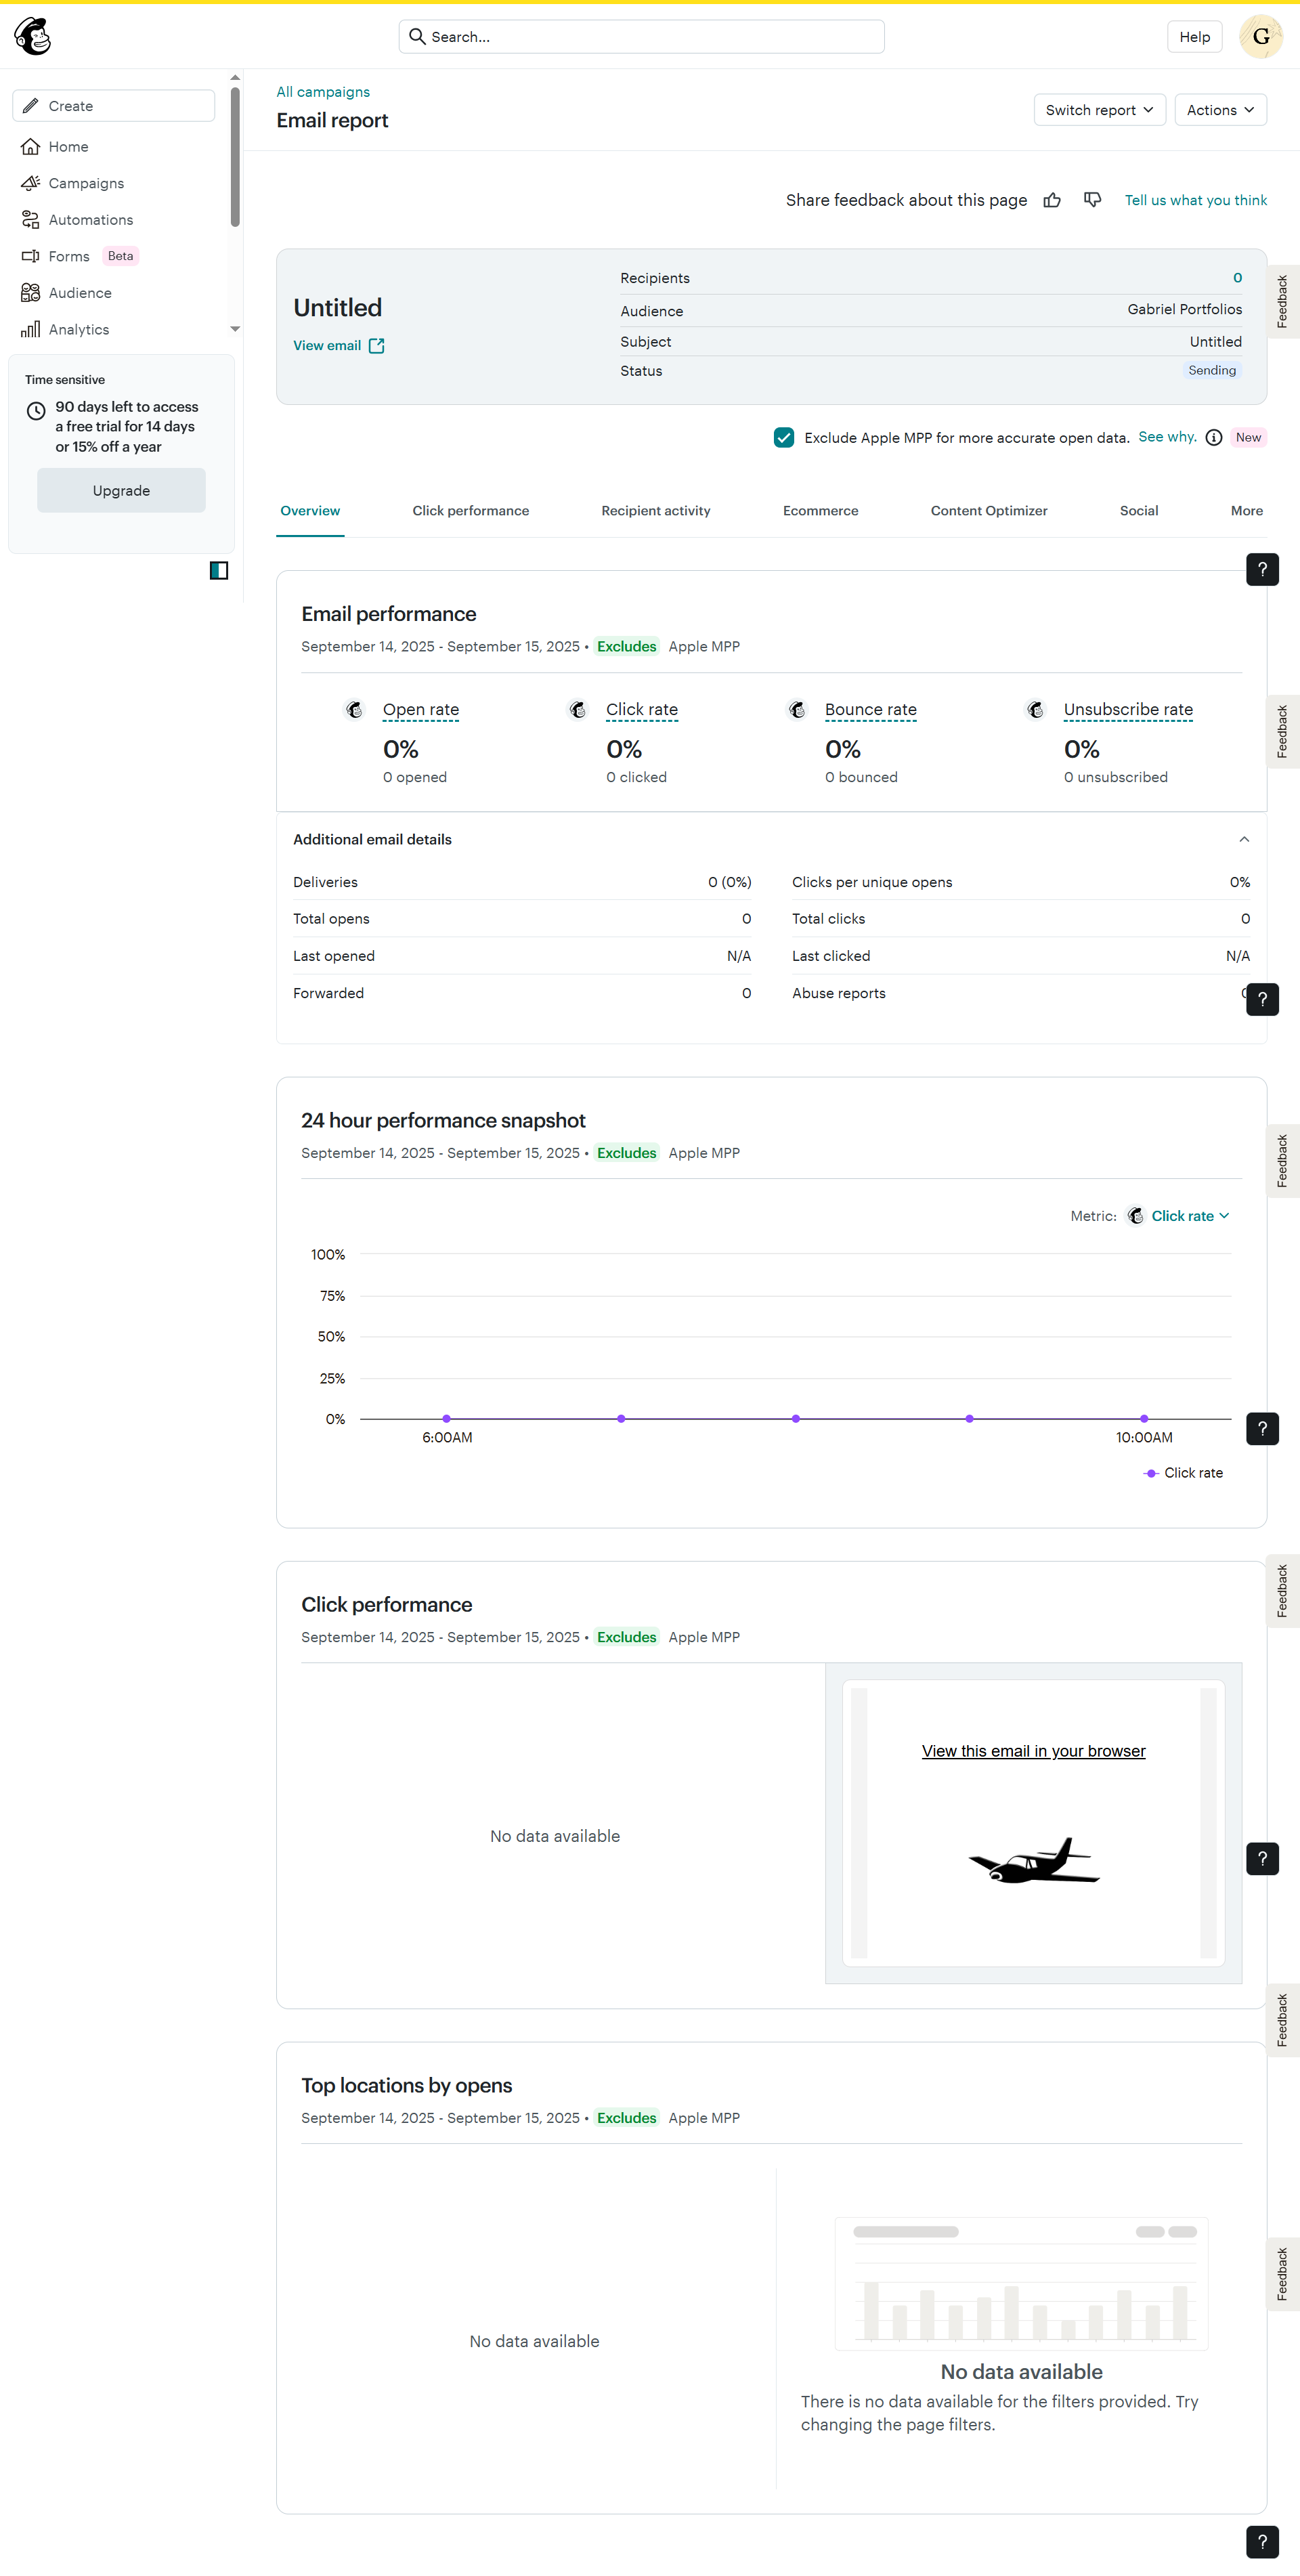 Search...
Help
G
Create
Home
Campaigns
Automations
Forms Beta
Audience
Analytics
Time sensitive
90 days left to access
a free trial for 14 days
or 15% off a year
Upgrade
All campaigns
Email report
Switch report
Actions
Share feedback about this page
Tell us what you think
Untitled
View email
Recipients 0
Audience Gabriel Portfolios
Subject Untitled
Status Sending
Feedback
Exclude Apple MPP for more accurate open data. See why. New
Overview Click performance Recipient activity Ecommerce Content Optimizer Social More
?
Email performance
September 14, 2025 - September 15, 2025 • Excludes Apple MPP
Open rate
0%
0 opened
Click rate
0%
0 clicked
Bounce rate
0%
0 bounced
Unsubscribe rate
0%
0 unsubscribed
Feedback
Additional email details
Deliveries 0 (0%)
Clicks per unique opens 0%
Total opens 0
Total clicks 0
Last opened N/A
Last clicked N/A
Forwarded 0
Abuse reports
?
24 hour performance snapshot
September 14, 2025 - September 15, 2025 • Excludes Apple MPP
Feedback
Metric: Click rate
100%
75%
50%
25%
0%
6:00AM 10:00AM
?
Click rate
Click performance
September 14, 2025 - September 15, 2025 • Excludes Apple MPP
Feedback
No data available
View this email in your browser
?
Feedback
Top locations by opens
September 14, 2025 - September 15, 2025 • Excludes Apple MPP
Feedback
No data available
No data available
There is no data available for the filters provided. Try
changing the page filters.
?